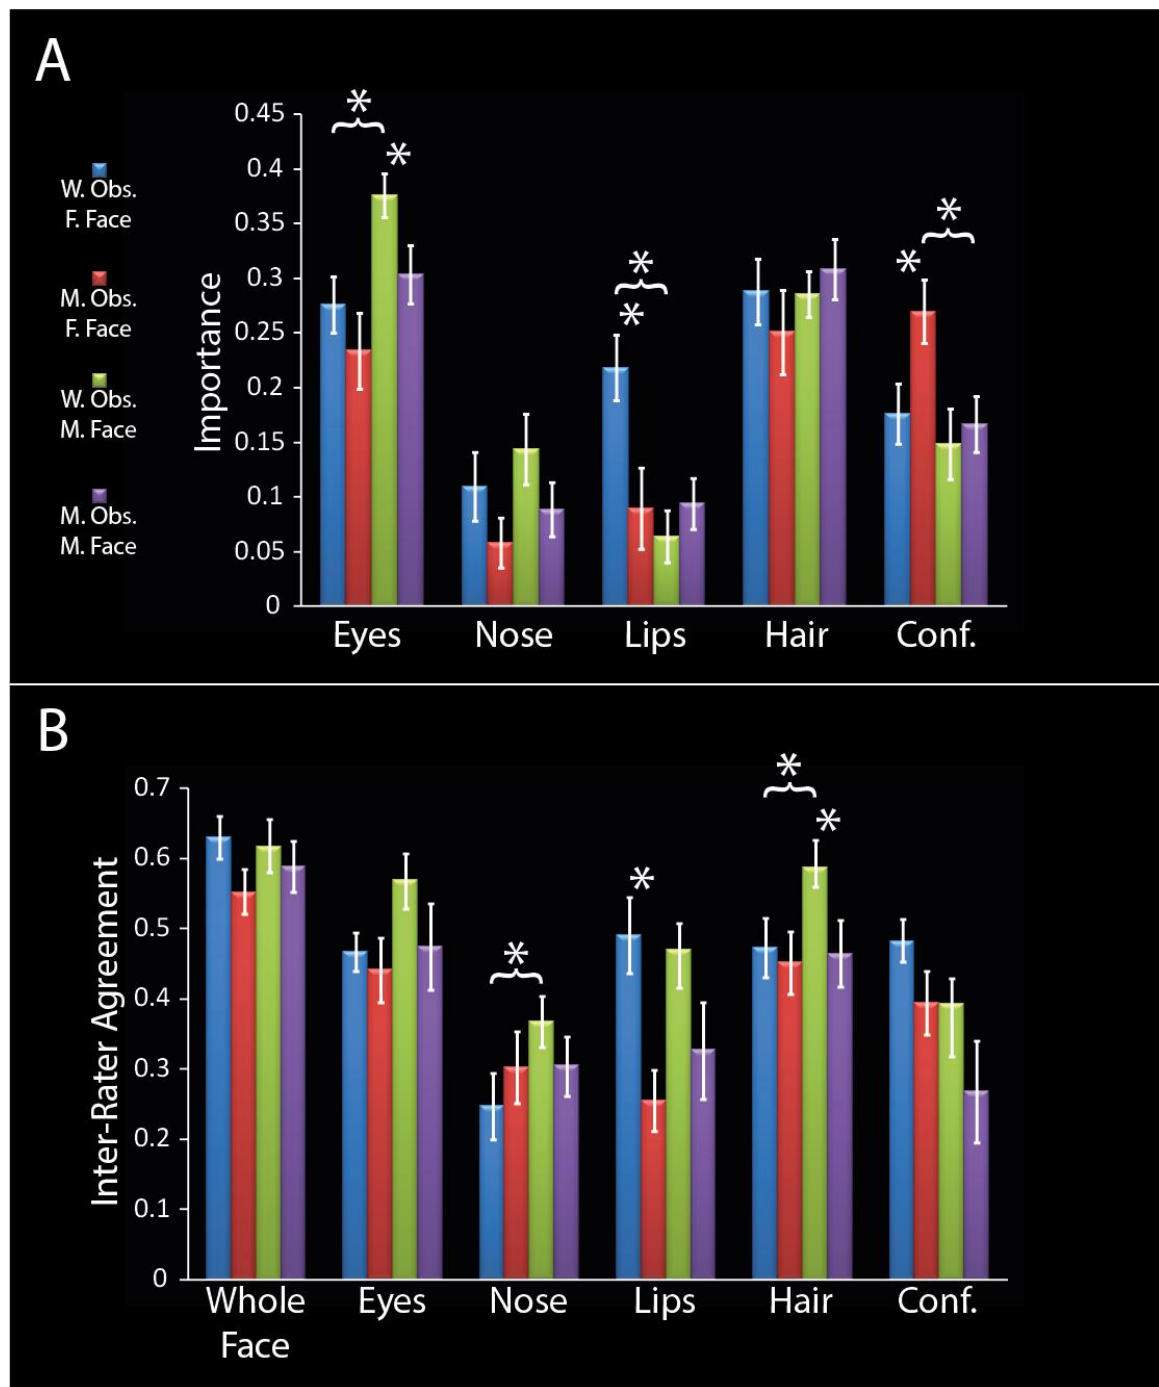 A
W. Obs.
F. Face
M. Obs.
F. Face
W. Obs.
M. Face
M. Obs.
M. Face
Importance
0.45
0.4
0.35
0.3
0.25
0.2
0.15
0.1
0.05
0
*
*
*
*
*
*
Eyes Nose Lips Hair Conf.
B
Inter-Rater Agreement
0.7
0.6
0.5
0.4
0.3
0.2
0.1
0
*
*
*
*
Whole Face Eyes Nose Lips Hair Conf.